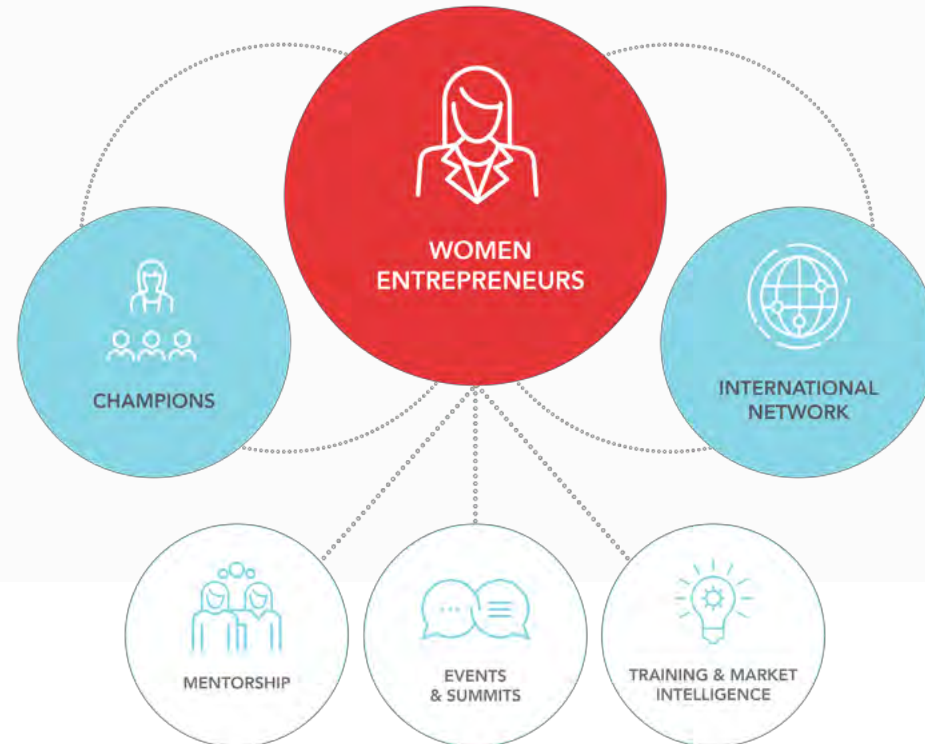 WOMEN
ENTREPRENEURS
CHAMPIONS
INTERNATIONAL
NETWORK
MENTORSHIP
EVENTS
& SUMMITS
TRAINING & MARKET
INTELLIGENCE